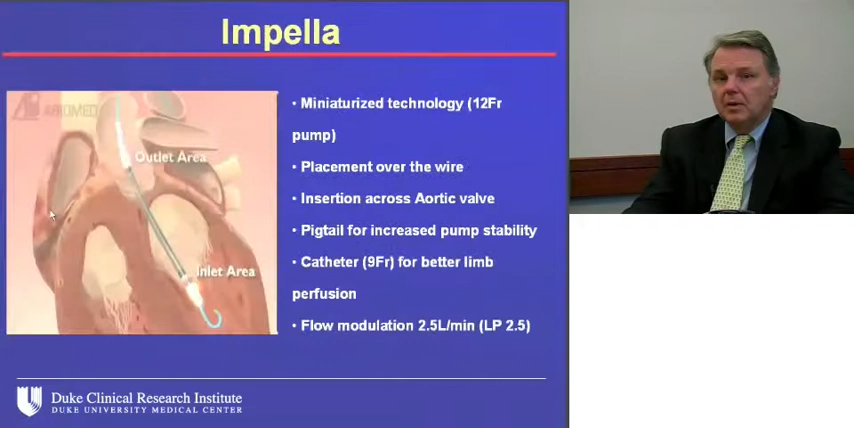 Impella
ABIOMED
Outlet Area
Inlet Area
• Miniaturized technology (12Fr
pump)
• Placement over the wire
• Insertion across Aortic valve
• Pigtail for increased pump stability
• Catheter (9Fr) for better limb
perfusion
• Flow modulation 2.5L/min (LP 2.5)
Duke Clinical Research Institute
DUKE UNIVERSITY MEDICAL CENTER